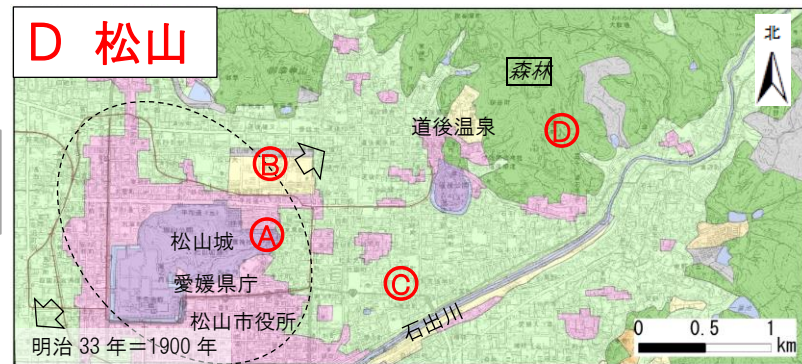 D 松山
北
森林
道後温泉
D
B
A
松山城
愛媛県庁
C
松山市役所
石出川
明治 33 年＝1900 年
0 0.5 1
km